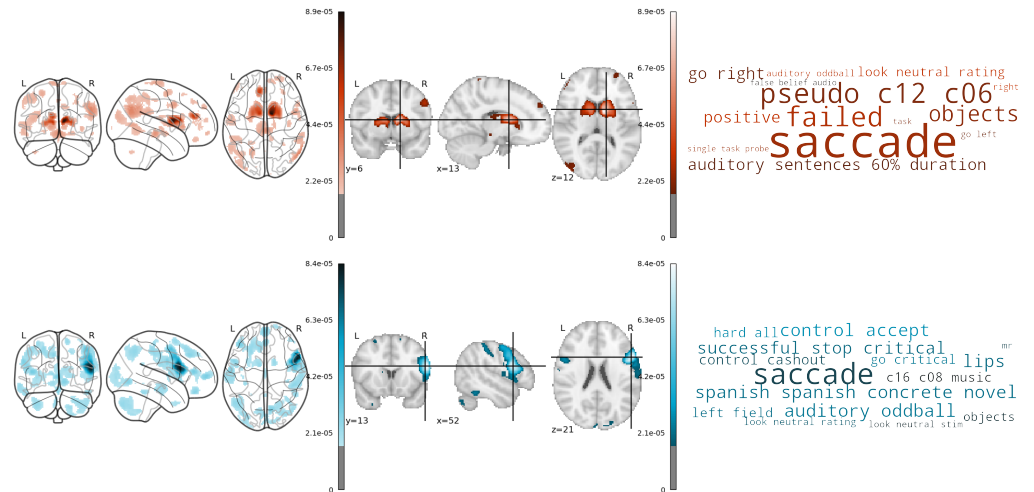 8.9e-05
8.9e-05
L R
L R
L R
L R
6.7e-05
6.7e-05
4.4e-05
4.4e-05
2.2e-05
2.2e-05
0
0
y=6
x=13
z=12
go right
auditory oddball
look neutral rating
false belief audio
pseudo c12 c06
right
positive
failed
task
objects
go left
single task probe
saccade
auditory sentences 60% duration
8.4e-05
8.4e-05
L R
L R
L R
L R
6.3e-05
6.3e-05
4.2e-05
4.2e-05
2.1e-05
2.1e-05
0
0
y=13
x=52
z=21
hard all
control accept
successful stop critical
mr
control cashout
go critical
lips
saccade
c16 c08 music
spanish spanish concrete novel
left field
auditory oddball
objects
look neutral rating
look neutral stim